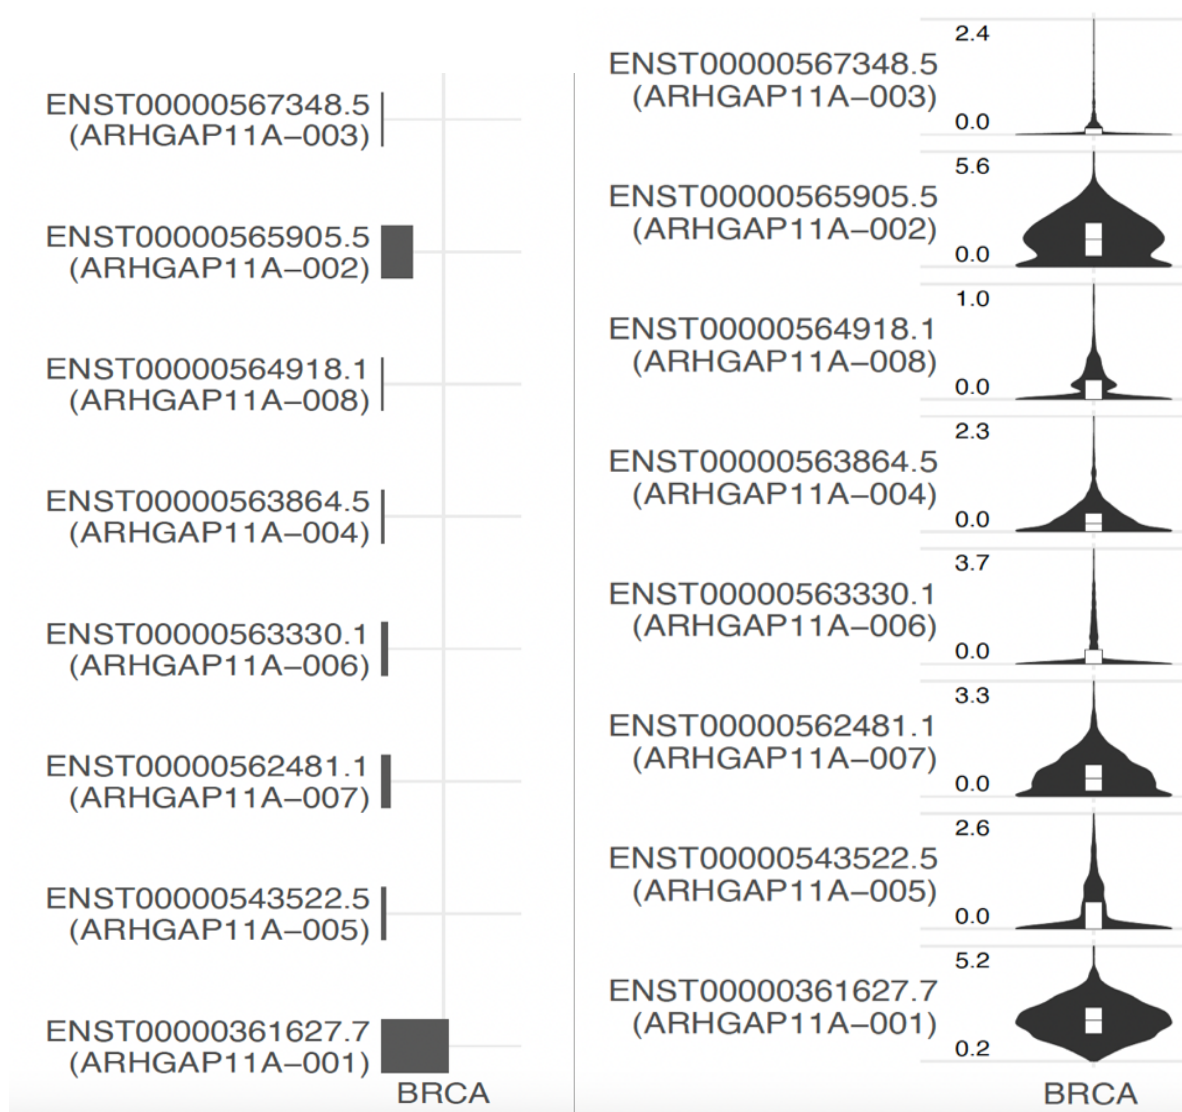 ENST00000567348.5
(ARHGAP11A–003)
ENST00000565905.5
(ARHGAP11A–002)
ENST00000564918.1
(ARHGAP11A–008)
ENST00000563864.5
(ARHGAP11A–004)
ENST00000563330.1
(ARHGAP11A–006)
ENST00000562481.1
(ARHGAP11A–007)
ENST00000543522.5
(ARHGAP11A–005)
ENST00000361627.7
(ARHGAP11A–001)
BRCA
ENST00000567348.5
(ARHGAP11A–003)
2.4
0.0
ENST00000565905.5
(ARHGAP11A–002)
5.6
0.0
ENST00000564918.1
(ARHGAP11A–008)
1.0
0.0
ENST00000563864.5
(ARHGAP11A–004)
2.3
0.0
ENST00000563330.1
(ARHGAP11A–006)
3.7
0.0
ENST00000562481.1
(ARHGAP11A–007)
3.3
0.0
ENST00000543522.5
(ARHGAP11A–005)
2.6
0.0
ENST00000361627.7
(ARHGAP11A–001)
5.2
0.2
BRCA